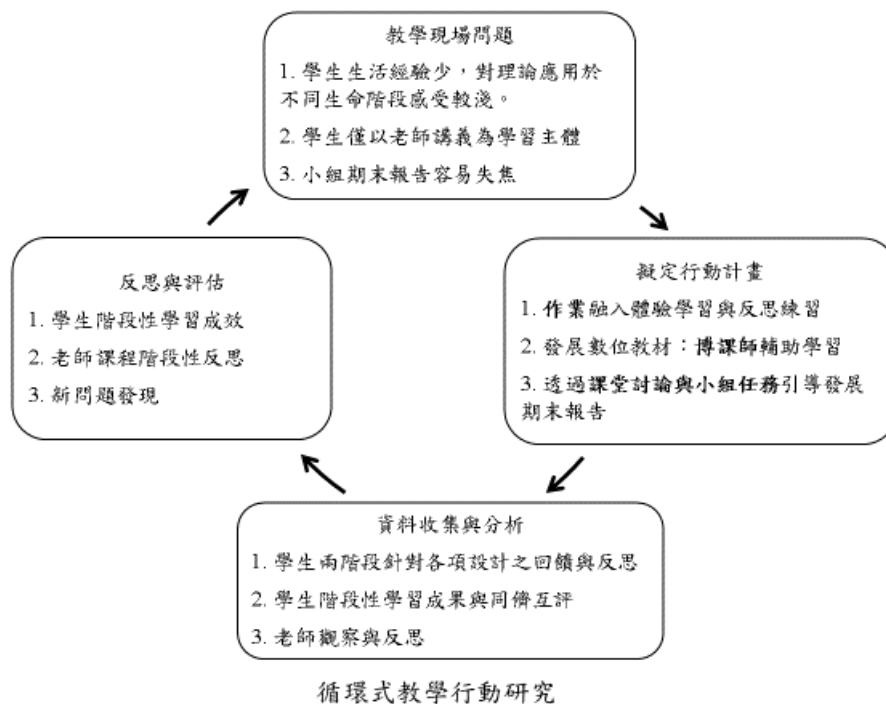 教學現場問題
1. 學生生活經驗少，對理論應用於
不同生命階段感受較淺。
2. 學生僅以老師講義為學習主體
3. 小組期末報告容易失焦
擬定行動計畫
1. 作業融入體驗學習與反思練習
2. 發展數位教材：博課師輔助學習
3. 透過課堂討論與小組任務引導發展
期末報告
資料收集與分析
1. 學生兩階段針對各項設計之回饋與反思
2. 學生階段性學習成果與同儕互評
3. 老師觀察與反思
反思與評估
1. 學生階段性學習成效
2. 老師課程階段性反思
3. 新問題發現
循環式教學行動研究